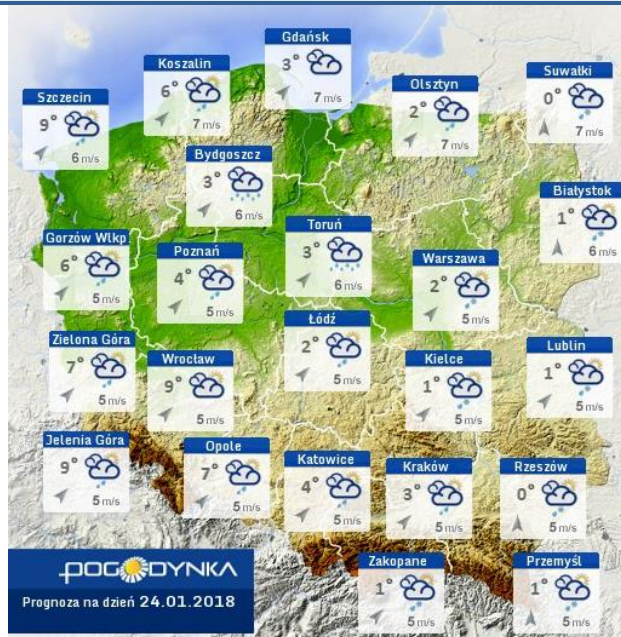 Gdańsk
3°
7 m/s
Koszalin
6°
7 m/s
Suwałki
0°
7 m/s
Olsztyn
2°
7 m/s
Szczecin
9°
6 m/s
Bydgoszcz
3°
6 m/s
Białystok
1°
6 m/s
Toruń
3°
6 m/s
Gorzów Wlkp
6°
5 m/s
Poznań
4°
5 m/s
Warszawa
2°
5 m/s
Łódź
2°
5 m/s
Zielona Góra
7°
5 m/s
Wrocław
9°
5 m/s
Kielce
1°
5 m/s
Lublin
1°
5 m/s
Jelenia Góra
9°
5 m/s
Opole
7°
5 m/s
Katowice
4°
5 m/s
Kraków
3°
5 m/s
Rzeszów
0°
5 m/s
Zakopane
1°
5 m/s
Przemyśl
1°
5 m/s
POGODYNKA
Prognoza na dzień 24.01.2018